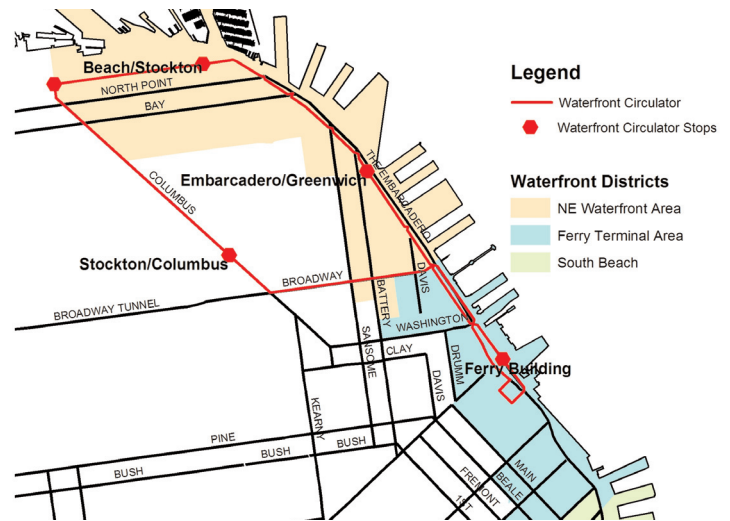 Beach/Stockton
NORTH POINT
BAY
COLUMBUS
Embarcadero/Greenwich
THE EMBARCADERO
Stockton/Columbus
BROADWAY
DAVIS
BROADWAY TUNNEL
BATTERY
WASHINGTON
SANSOME
CLAY
DRUMM
Ferry Building
DAVIS
KEARNY
PINE
BUSH
BUSH
BUSH
MAIN
BEALE
FREMONT
1ST
Legend
Waterfront Circulator
Waterfront Circulator Stops
Waterfront Districts
NE Waterfront Area
Ferry Terminal Area
South Beach